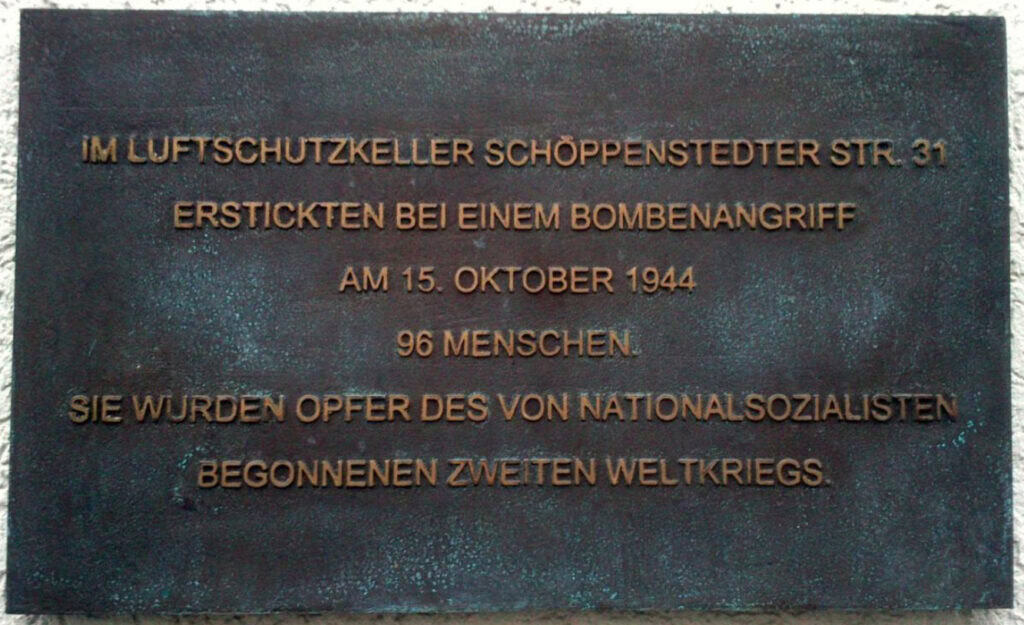 IM LUFTSCHUTZKELLER SCHÖPPENSTEDTER STR. 31
ERSTICKTEN BEI EINEM BOMBENANGRIFF
AM 15. OKTOBER 1944
96 MENSCHEN.
SIE WURDEN OPFER DES VON NATIONALSOZIALISTEN
BEGONNENEN ZWEITEN WELTKRIEGS.